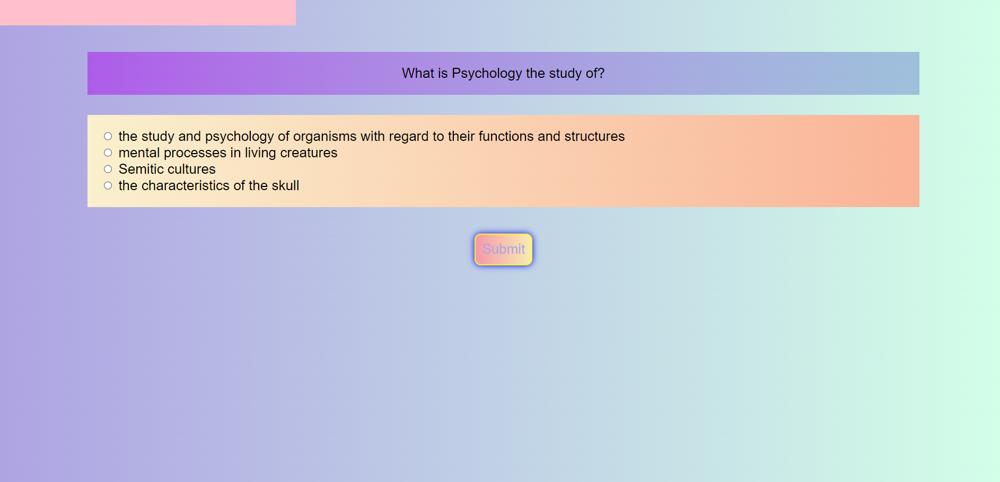 What is Psychology the study of?
the study and psychology of organisms with regard to their functions and structures
mental processes in living creatures
Semitic cultures
the characteristics of the skull
Submit